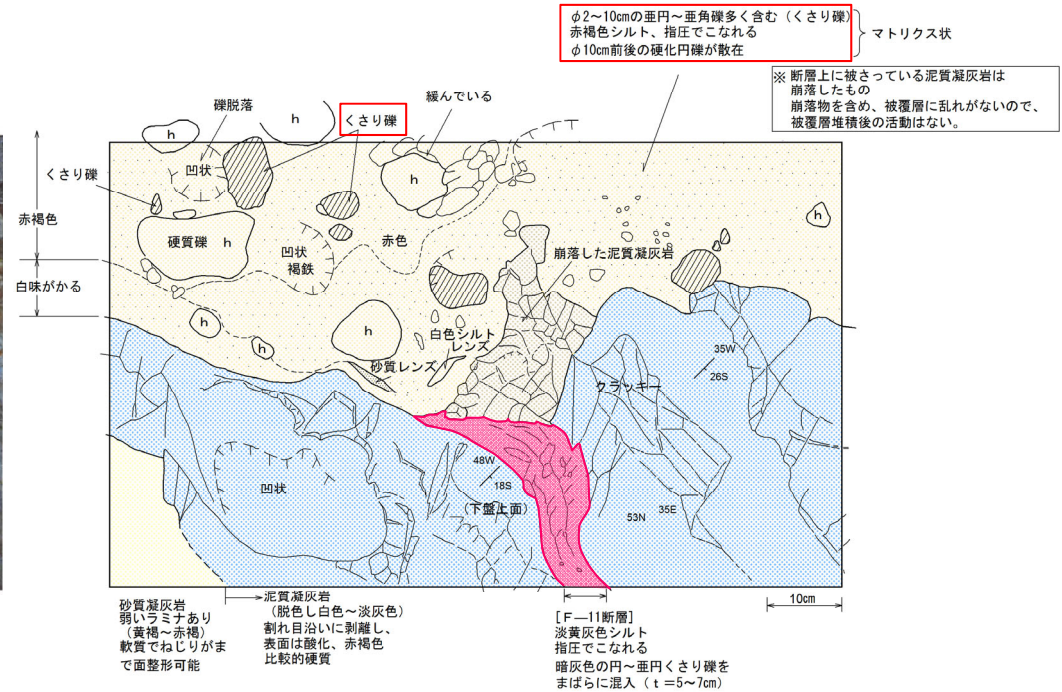 φ2～10cmの亜円～亜角礫多く含む（くさり礫）
赤褐色シルト、指圧でこなれる
φ10cm前後の硬化円礫が散在
マトリクス状
※ 断層上に被さっている泥質凝灰岩は
崩落したもの
崩落物を含め、被覆層に乱れがないので、
被覆層堆積後の活動はない。
礫脱落
h
h
くさり礫
緩んでいる
くさり礫
凹状
h
赤褐色
硬質礫 h
凹状
褐鉄
赤色
h
崩落した泥質凝灰岩
白味がかる
h
h
h
白色シルト
レンズ
砂質レンズ
35W
26S
クラッキー
48W
18S
（下盤上面）
凹状
53N
35E
10cm
砂質凝灰岩
弱いラミナあり
（黄褐～赤褐）
軟質でねじりがま
で面整形可能
泥質凝灰岩
（脱色し白色～淡灰色）
割れ目沿いに剥離し、
表面は酸化、赤褐色
比較的硬質
[Ｆ―11断層]
淡黄灰色シルト
指圧でこなれる
暗灰色の円～亜円くさり礫を
まばらに混入（ｔ＝5～7cm）